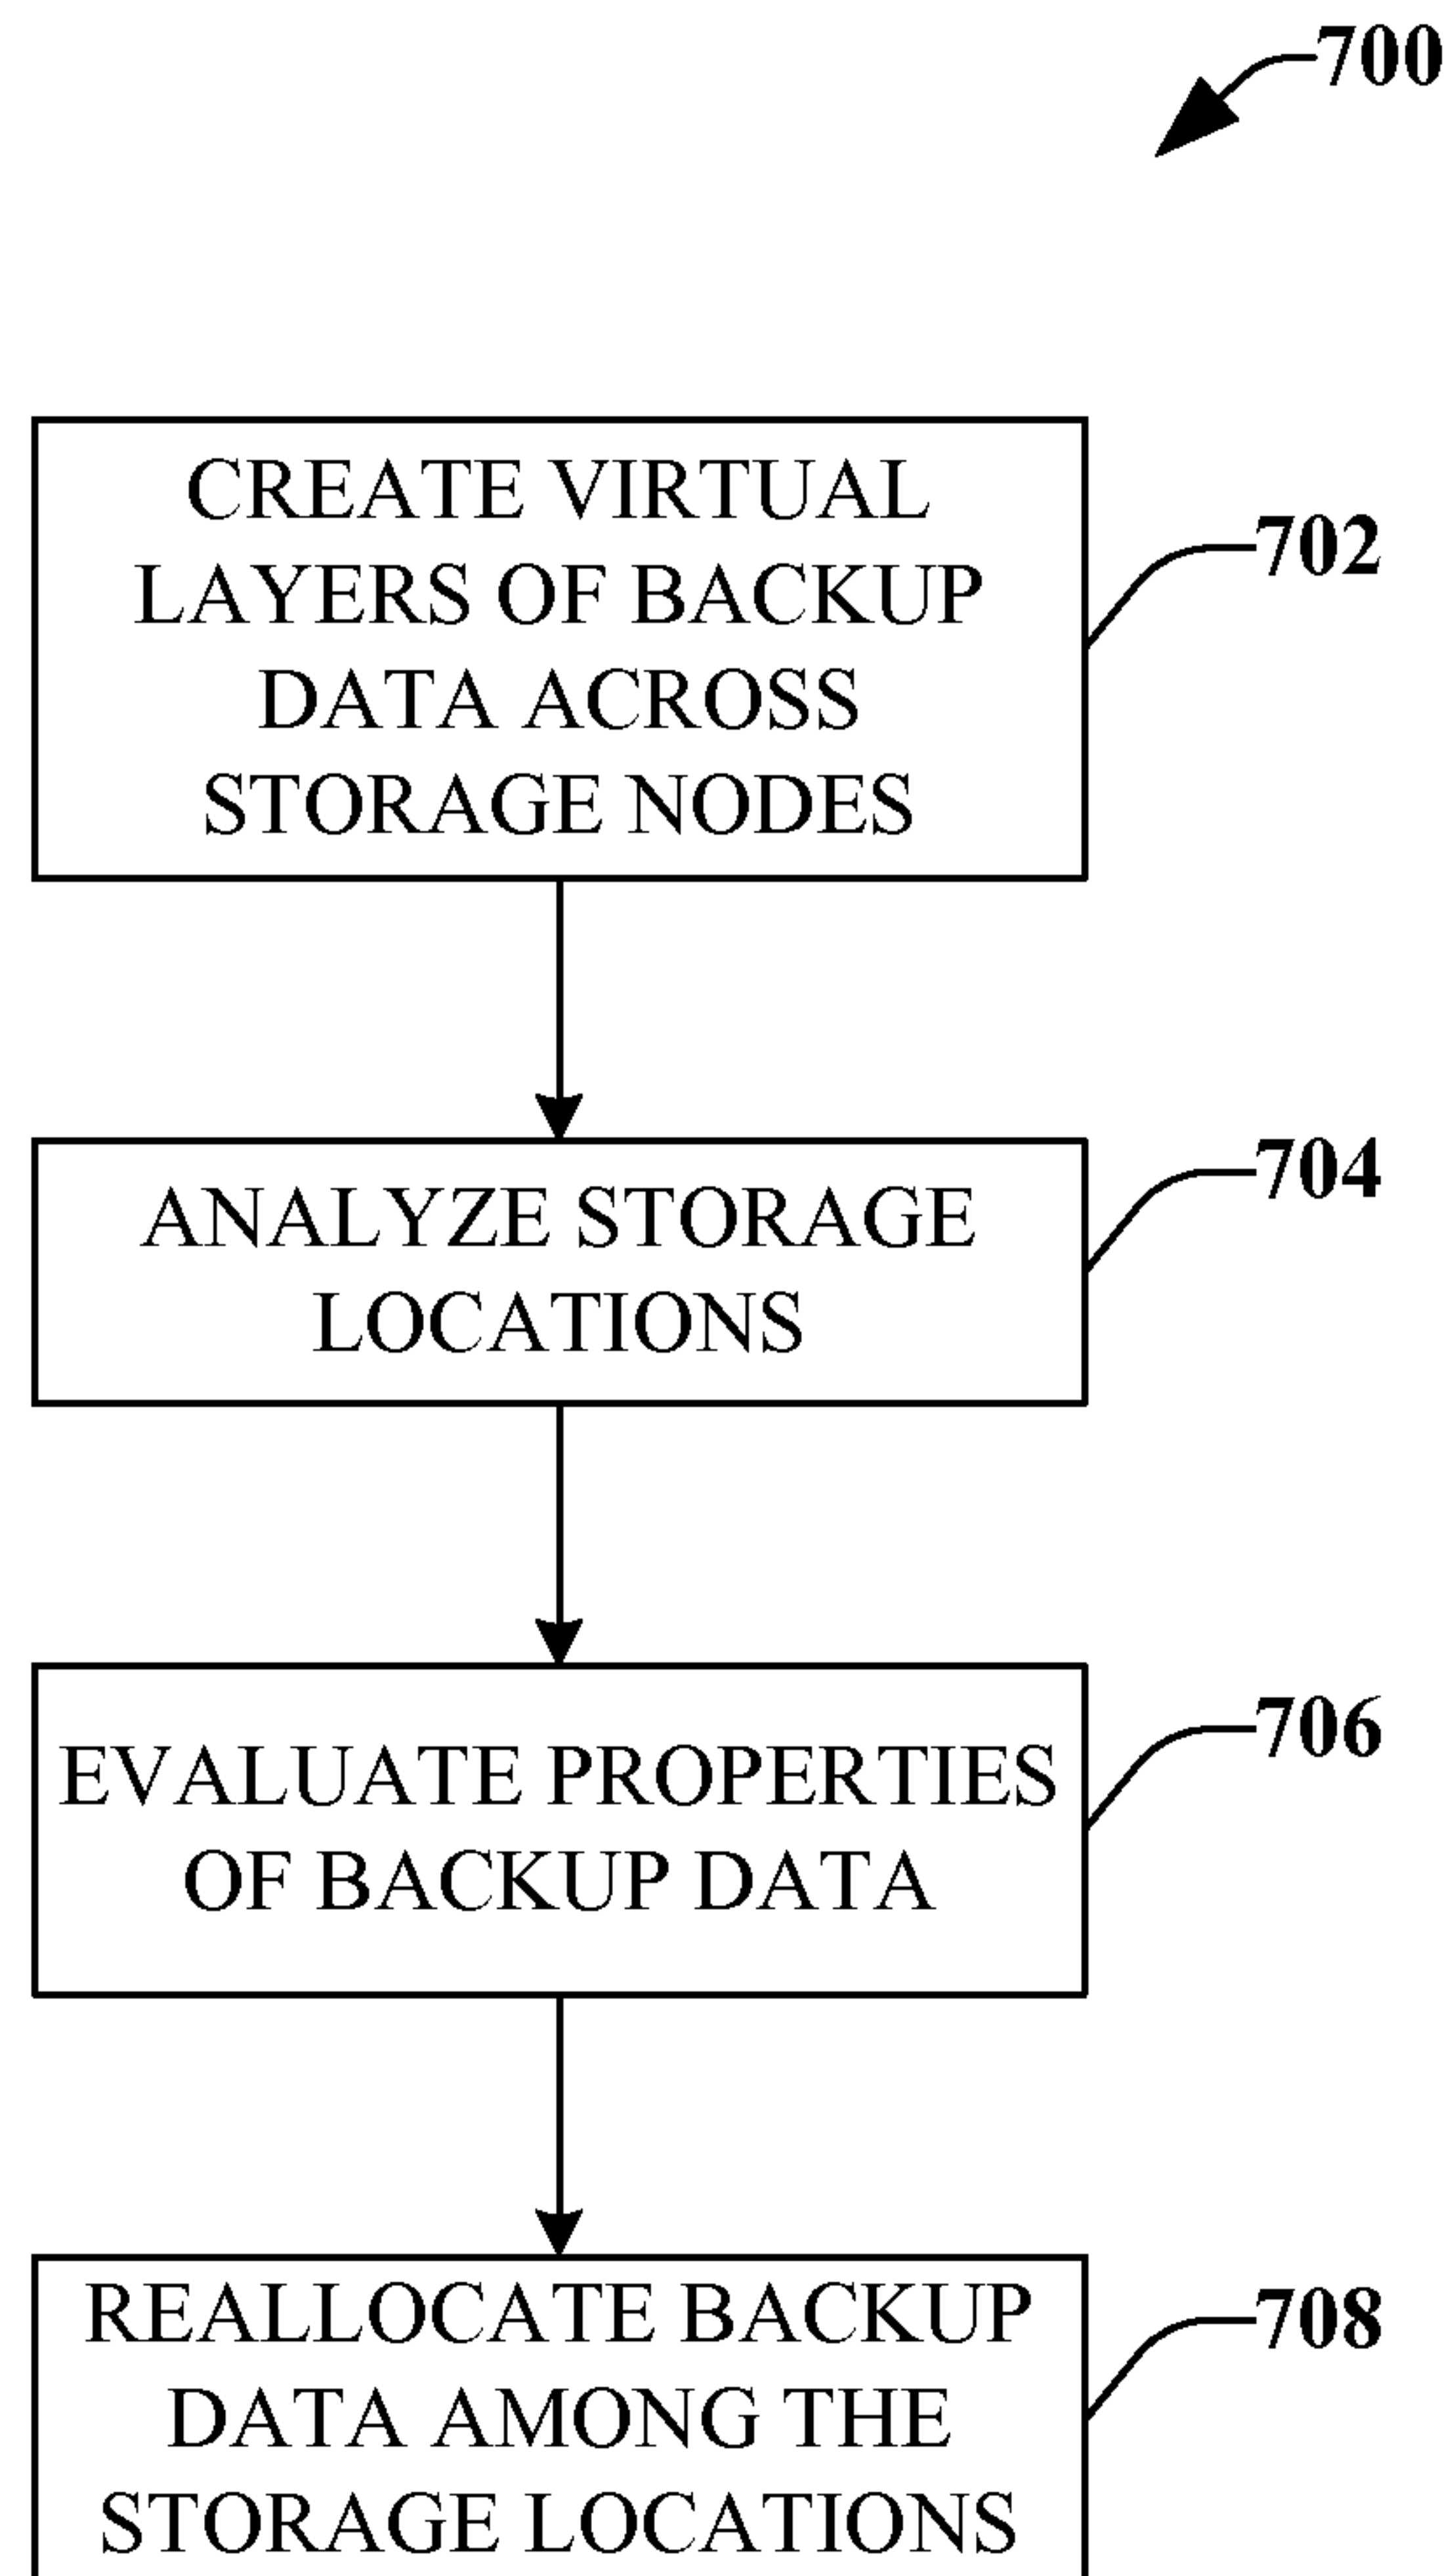 700
CREATE VIRTUAL
LAYERS OF BACKUP
DATA ACROSS
STORAGE NODES
702
ANALYZE STORAGE
LOCATIONS
704
EVALUATE PROPERTIES
OF BACKUP DATA
706
REALLOCATE BACKUP
DATA AMONG THE
STORAGE LOCATIONS
708